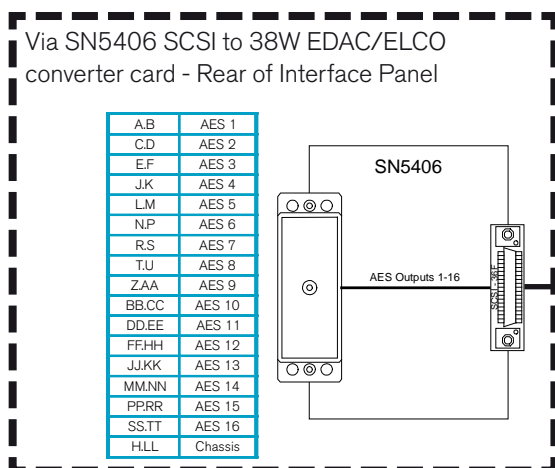 Via SN5406 SCSI to 38W EDAC/ELCO
converter card - Rear of Interface Panel
A.B AES 1
C.D AES 2
E.F AES 3
J.K AES 4
L.M AES 5
N.P AES 6
R.S AES 7
T.U AES 8
Z.AA AES 9
BB.CC AES 10
DD.EE AES 11
FF.HH AES 12
JJ.KK AES 13
MM.NN AES 14
PP.RR AES 15
SS.TT AES 16
H.LL Chassis
SN5406
AES Outputs 1-16
SCSI - 36F